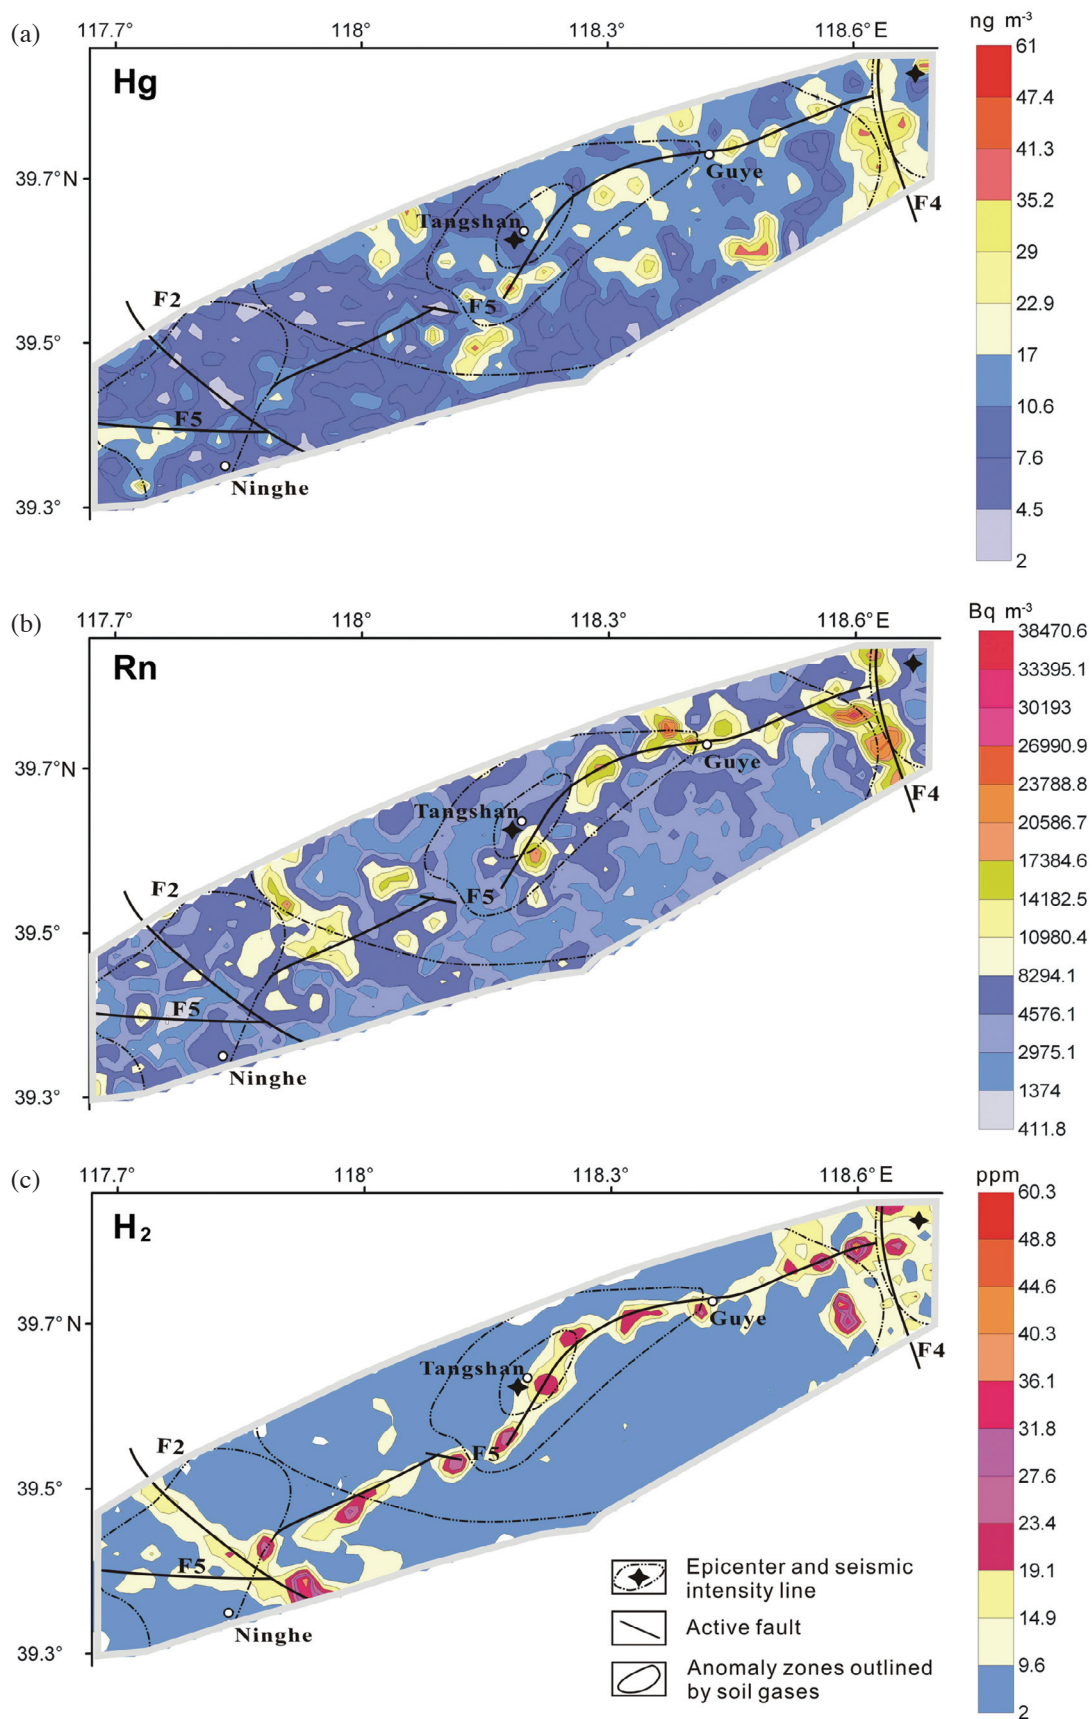 (a)
117.7°
118°
118.3°
118.6° E
ng m⁻³
Hg
61
47.4
41.3
35.2
29
22.9
17
10.6
7.6
4.5
2
39.7°N
39.5°
39.3°
Guye
F4
Tangshan
F2
F5
F5
Ninghe
(b)
117.7°
118°
118.3°
118.6° E
Bq m⁻³
Rn
38470.6
33395.1
30193
26990.9
23788.8
20586.7
17384.6
14182.5
10980.4
8294.1
4576.1
2975.1
1374
411.8
39.7°N
39.5°
39.3°
Guye
F4
Tangshan
F2
F5
F5
Ninghe
(c)
117.7°
118°
118.3°
118.6° E
ppm
H₂
60.3
48.8
44.6
40.3
36.1
31.8
27.6
23.4
19.1
14.9
9.6
2
39.7° N
39.5°
39.3°
Guye
F4
Tangshan
F2
F5
F5
Ninghe
Epicenter and seismic
intensity line
Active fault
Anomaly zones outlined
by soil gases